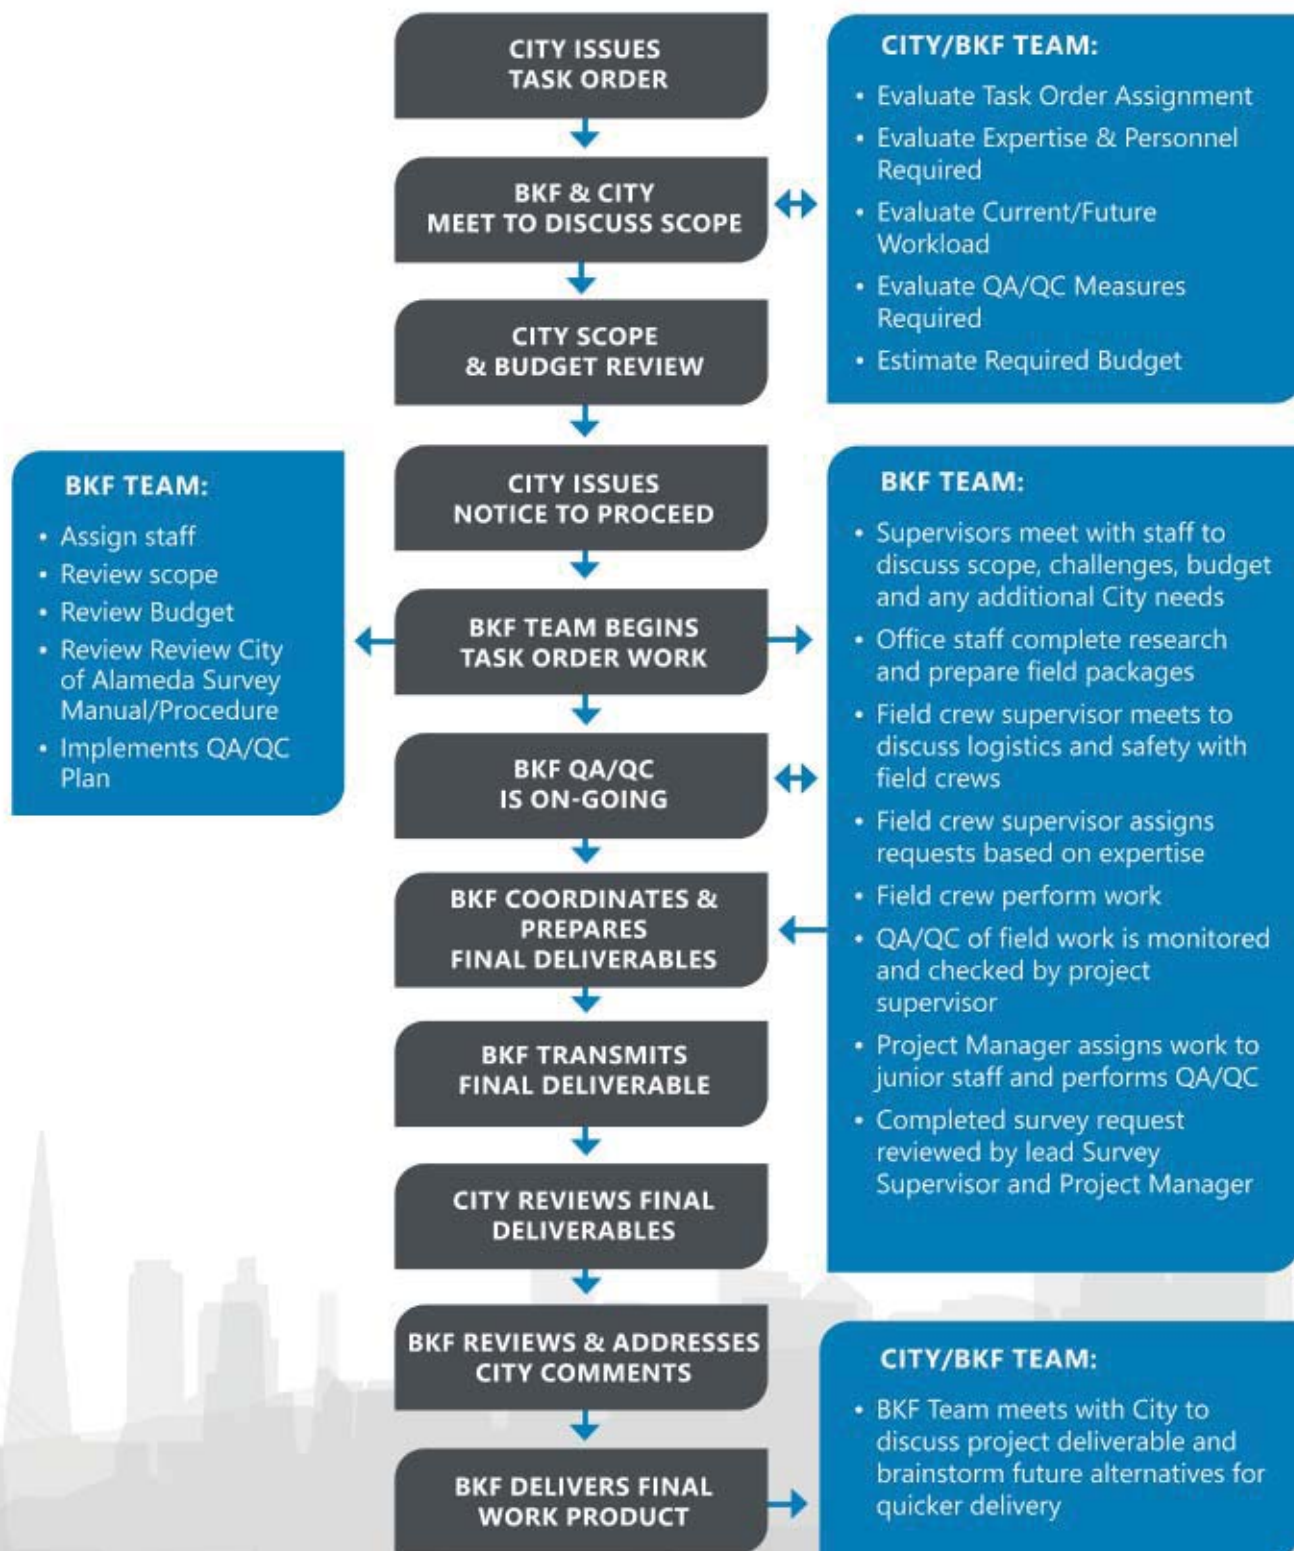 CITY ISSUES
TASK ORDER
CITY/BKF TEAM:
• Evaluate Task Order Assignment
• Evaluate Expertise & Personnel
Required
• Evaluate Current/Future
Workload
• Evaluate QA/QC Measures
Required
• Estimate Required Budget
BKF & CITY
MEET TO DISCUSS SCOPE
CITY SCOPE
& BUDGET REVIEW
CITY ISSUES
NOTICE TO PROCEED
BKF TEAM:
• Assign staff
• Review scope
• Review Budget
• Review Review City
of Alameda Survey
Manual/Procedure
• Implements QA/QC
Plan
BKF TEAM BEGINS
TASK ORDER WORK
BKF TEAM:
• Supervisors meet with staff to
discuss scope, challenges, budget
and any additional City needs
• Office staff complete research
and prepare field packages
• Field crew supervisor meets to
discuss logistics and safety with
field crews
• Field crew supervisor assigns
requests based on expertise
• Field crew perform work
• QA/QC of field work is monitored
and checked by project
supervisor
• Project Manager assigns work to
junior staff and performs QA/QC
• Completed survey request
reviewed by lead Survey
Supervisor and Project Manager
BKF QA/QC
IS ON-GOING
BKF COORDINATES &
PREPARES
FINAL DELIVERABLES
BKF TRANSMITS
FINAL DELIVERABLE
CITY REVIEWS FINAL
DELIVERABLES
BKF REVIEWS & ADDRESSES
CITY COMMENTS
BKF DELIVERS FINAL
WORK PRODUCT
CITY/BKF TEAM:
• BKF Team meets with City to
discuss project deliverable and
brainstorm future alternatives for
quicker delivery